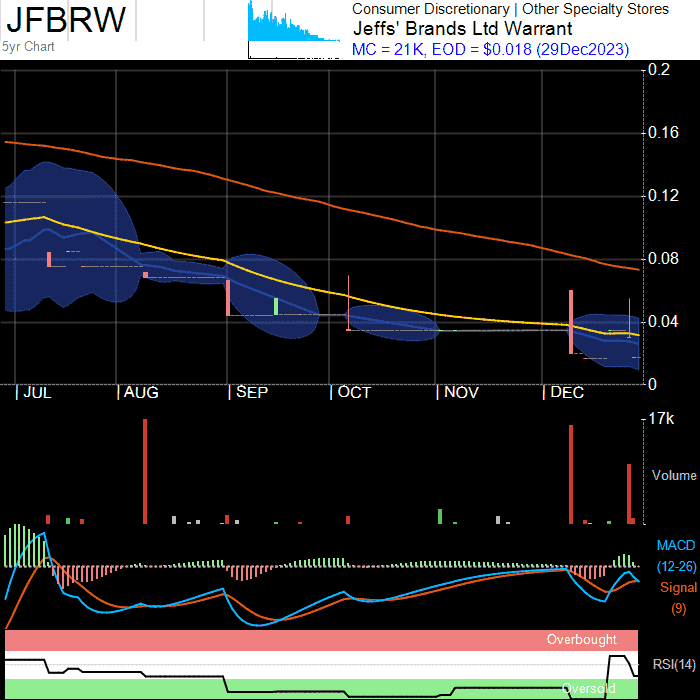 JFBRW
5yr Chart
Consumer Discretionary | Other Specialty Stores
Jeffs' Brands Ltd Warrant
MC = 21K, EOD = $0.018 (29Dec2023)
0.2
0.16
0.12
0.08
0.04
0
JUL AUG SEP OCT NOV DEC
17k
Volume
MACD
(12-26)
Signal
(9)
Overbought
RSI(14)
Oversold